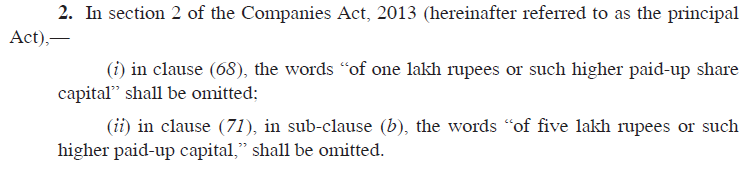 2. In section 2 of the Companies Act, 2013 (hereinafter referred to as the principal
Act),—
(i) in clause (68), the words “of one lakh rupees or such higher paid-up share
capital” shall be omitted;
(ii) in clause (71), in sub-clause (b), the words “of five lakh rupees or such
higher paid-up capital,” shall be omitted.